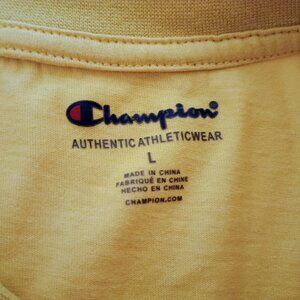 Champion®
AUTHENTIC ATHLETICWEAR
L
MADE IN CHINA
FABRIQUÉ EN CHINE
HECHO EN CHINA
CHAMPION.COM